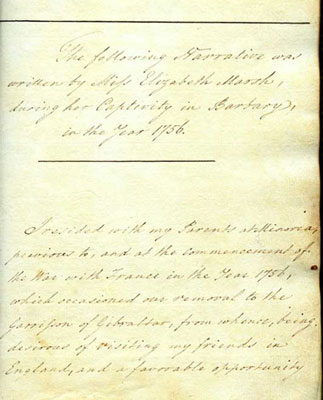 The following Narrative was
written by Miss Elizabeth Marsh,
during her Captivity in Barbary,
in the Year 1756.
I resided with my Parents at Minorca,
previous to, and at the commencement of
the War with France in the Year 1756,
which occasioned our removal to the
Garrison of Gibraltar, from whence, being
desirous of visiting my friends in
England, and a favorable opportunity